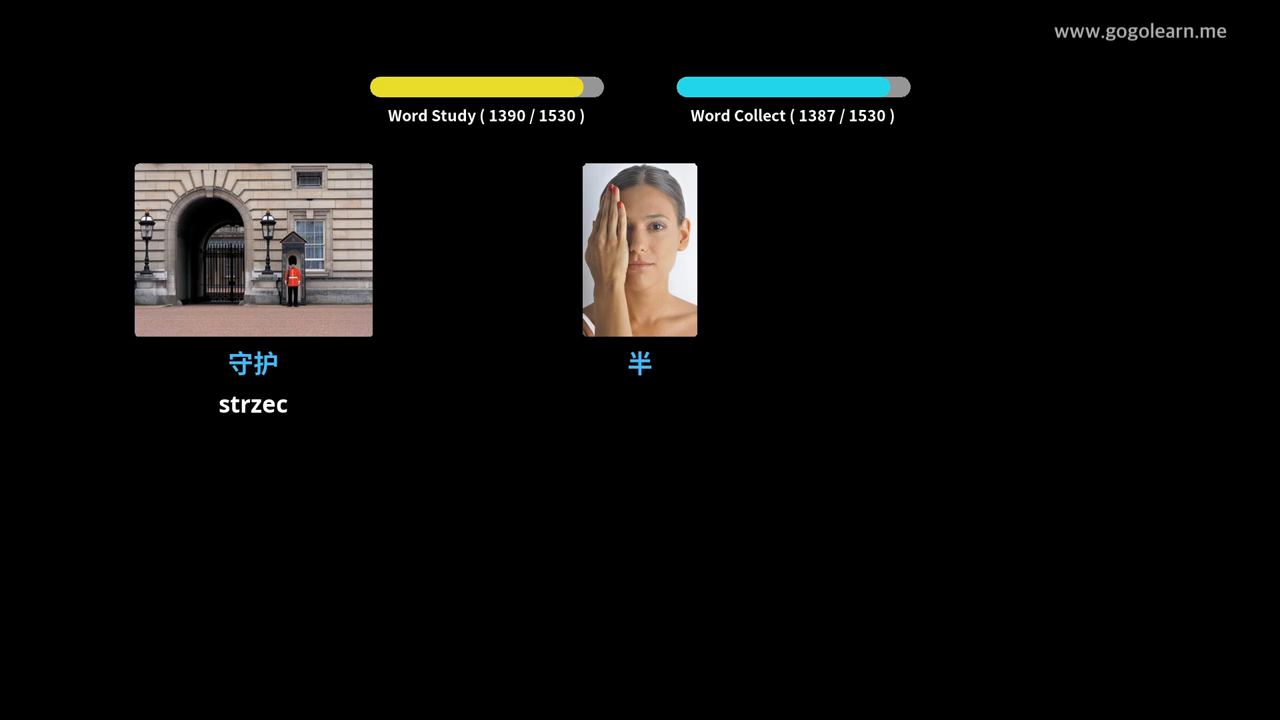 www.gogolearn.me
Word Study ( 1390 / 1530 )
Word Collect ( 1387 / 1530 )
守护
半
strzec